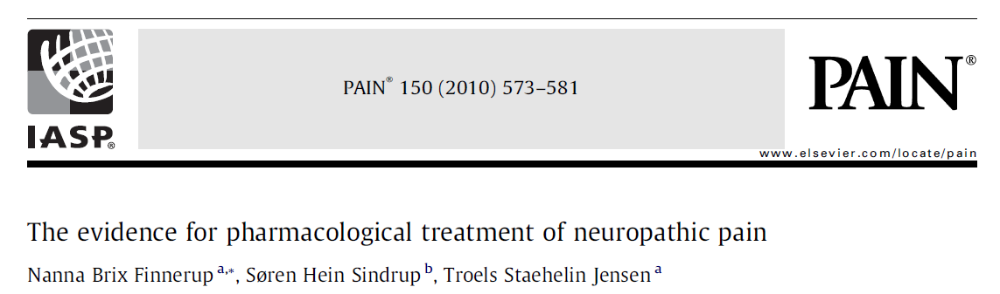 PAIN® 150 (2010) 573–581
PAIN®
IASP®
www.elsevier.com/locate/pain
The evidence for pharmacological treatment of neuropathic pain
Nanna Brix Finnerup a,*, Søren Hein Sindrup b, Troels Staehelin Jensen a